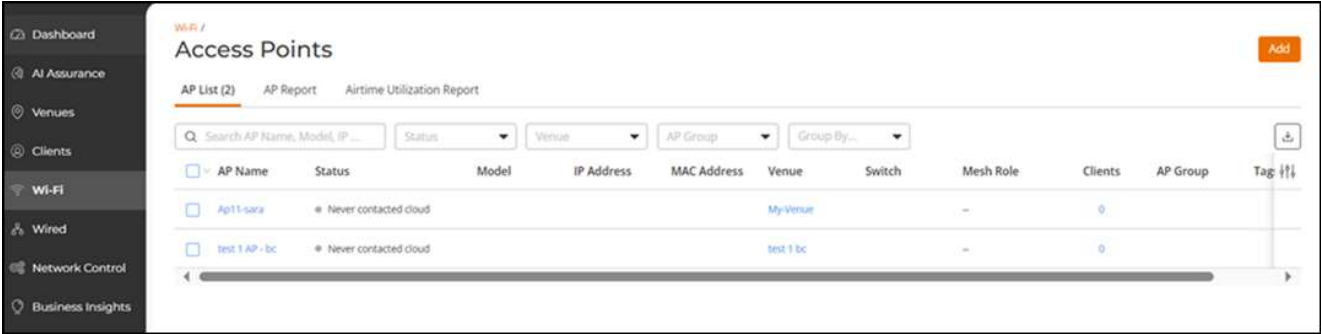 Dashboard
AI Assurance
Venues
Clients
Wi-Fi
Wired
Network Control
Business Insights
Wi-Fi /
Access Points
Add
AP List (2) AP Report Airtime Utilization Report
Search AP Name, Model, IP ... Status Venue AP Group Group By...
AP Name Status Model IP Address MAC Address Venue Switch Mesh Role Clients AP Group Tags
Ap11-sara Never contacted cloud My-Venue -- 0
test 1 AP - bc Never contacted cloud test 1 bc -- 0